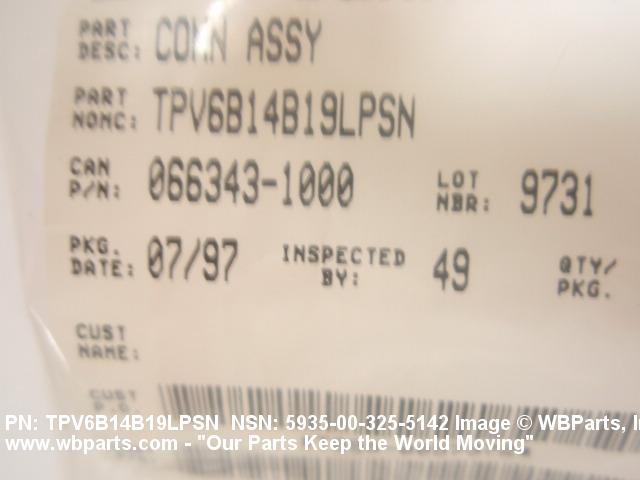 PART DESC: CONN ASSY
PART NOMC: TPV6B14B19LPSN
CAN P/N: 066343-1000 LOT NBR: 9731
PKG. DATE: 07/97 INSPECTED BY: 49 QTY/ PKG.
CUST NAME:
CUST
PN: TPV6B14B19LPSN NSN: 5935-00-325-5142 Image © WBParts, I
www.wbparts.com - "Our Parts Keep the World Moving"